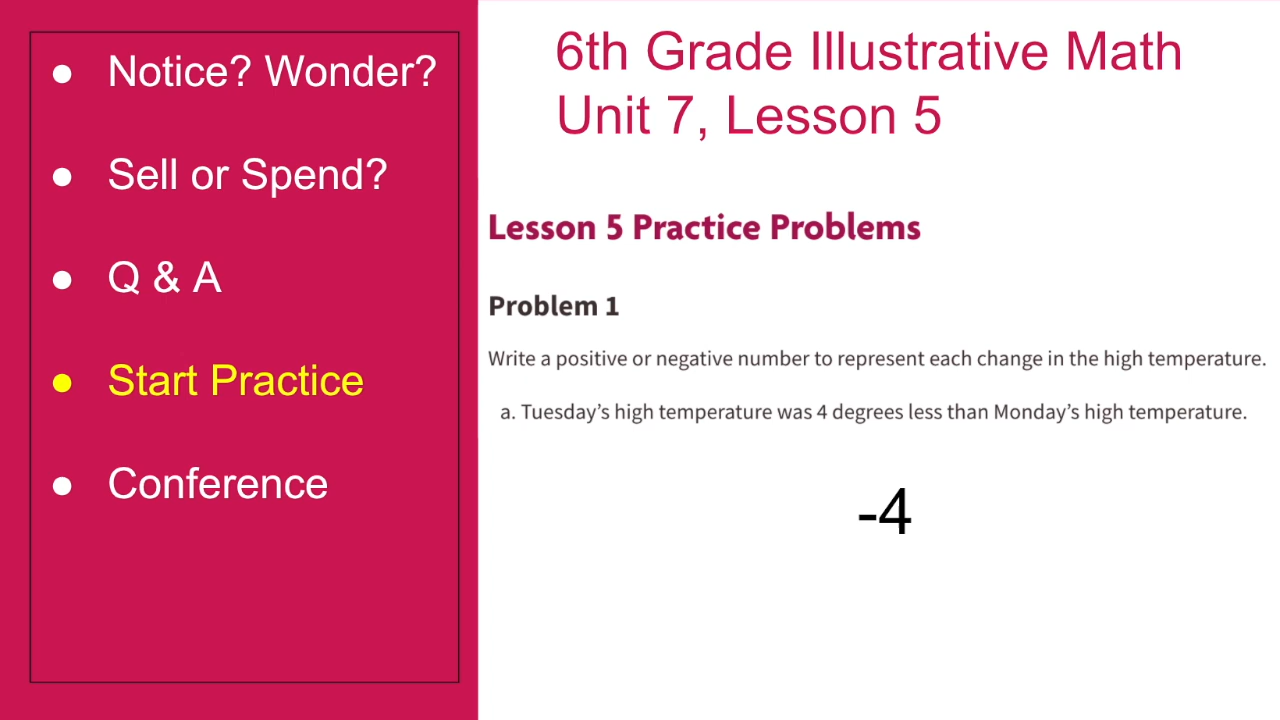 ● Notice? Wonder?
● Sell or Spend?
● Q & A
● Start Practice
● Conference
6th Grade Illustrative Math
Unit 7, Lesson 5
Lesson 5 Practice Problems
Problem 1
Write a positive or negative number to represent each change in the high temperature.
a. Tuesday’s high temperature was 4 degrees less than Monday’s high temperature.
-4